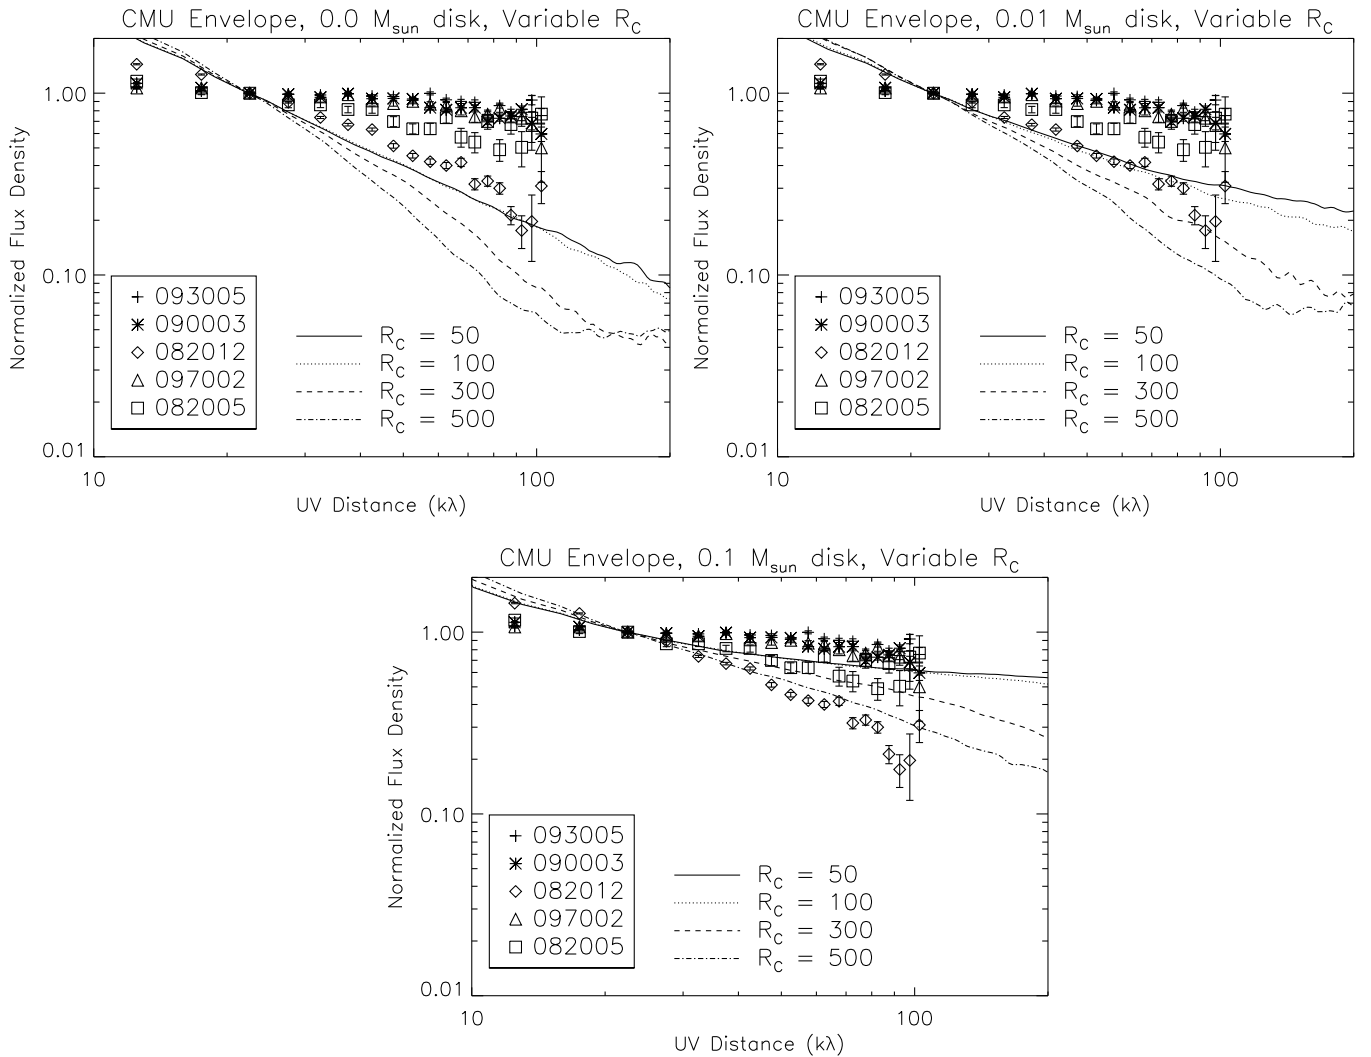 CMU Envelope, 0.0 Msun disk, Variable RC
Normalized Flux Density
1.00
0.10
0.01
093005
090003
082012
097002
082005
RC = 50
RC = 100
RC = 300
RC = 500
10
100
UV Distance (kλ)
CMU Envelope, 0.01 Msun disk, Variable RC
Normalized Flux Density
1.00
0.10
0.01
093005
090003
082012
097002
082005
RC = 50
RC = 100
RC = 300
RC = 500
10
100
UV Distance (kλ)
CMU Envelope, 0.1 Msun disk, Variable RC
Normalized Flux Density
1.00
0.10
0.01
093005
090003
082012
097002
082005
RC = 50
RC = 100
RC = 300
RC = 500
10
100
UV Distance (kλ)